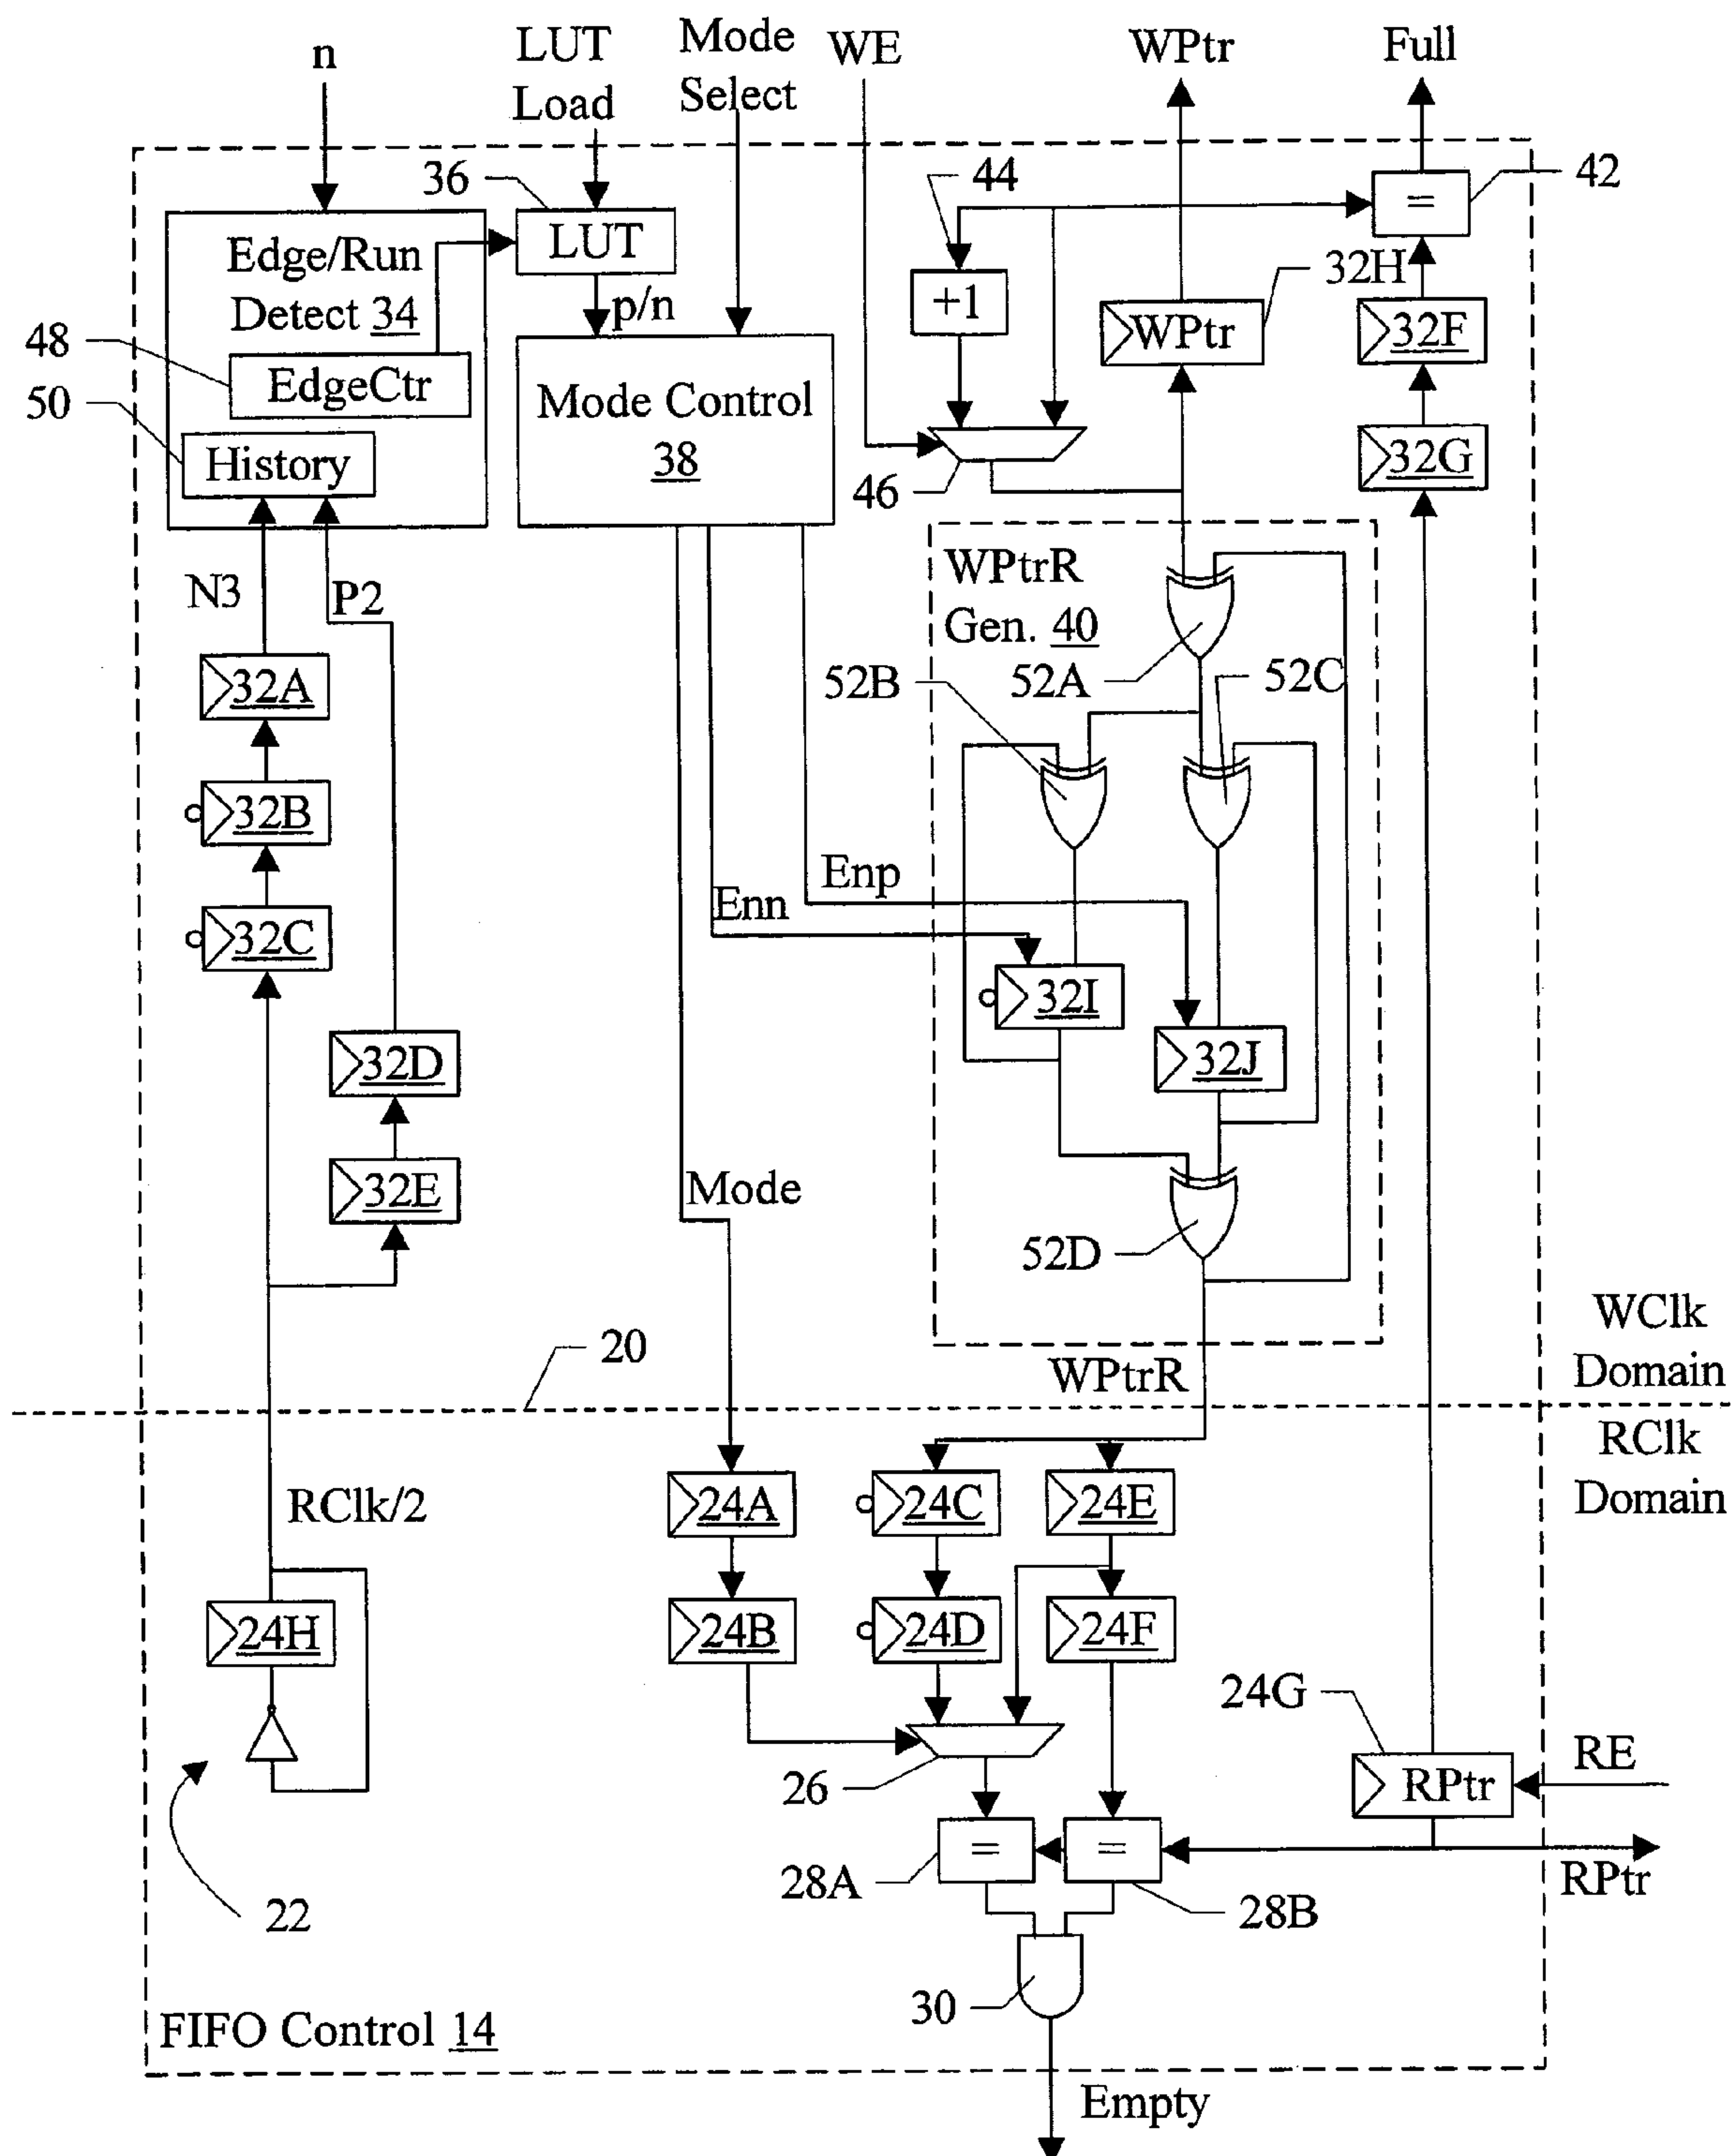 n
LUT
Load
Mode
Select
WE
WPtr
Full
36
44
42
LUT
=
Edge/Run
Detect 34
p/n
+1
WPtr
32H
32F
48
EdgeCtr
Mode Control
38
50
History
46
32G
N3
P2
WPtrR
Gen. 40
52A
52B
52C
32A
32B
32C
Enn
Enp
32I
32J
32D
32E
Mode
52D
20
WPtrR
WClk
Domain
RClk
Domain
RClk/2
24A
24C
24E
24H
24B
24D
24F
24G
RE
RPtr
26
=
=
28A
28B
RPtr
22
30
FIFO Control 14
Empty